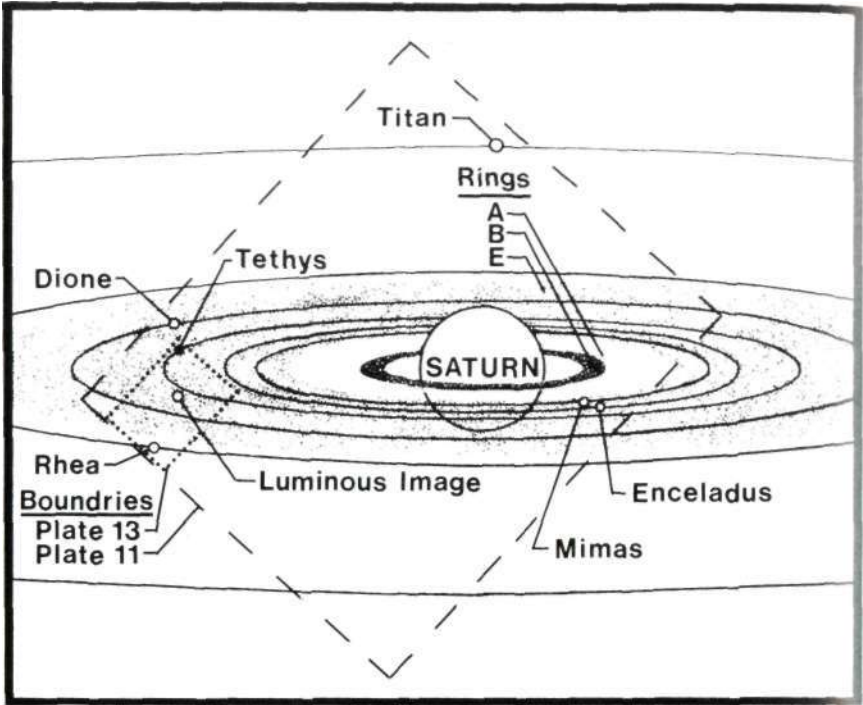 Titan
Rings
A
B
E
Tethys
Dione
SATURN
Rhea
Luminous Image
Enceladus
Boundries
Plate 13
Plate 11
Mimas